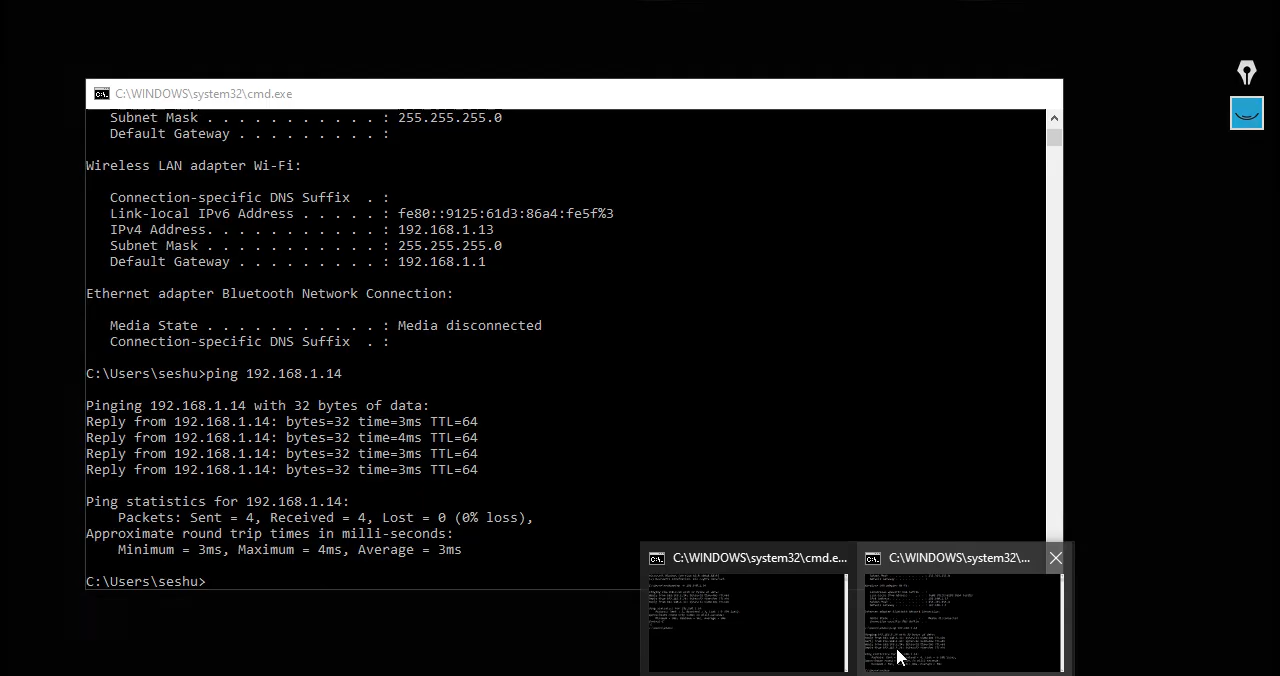 C:\WINDOWS\system32\cmd.exe
Subnet Mask . . . . . . . . . . . : 255.255.255.0
Default Gateway . . . . . . . . . :
Wireless LAN adapter Wi-Fi:
Connection-specific DNS Suffix  . :
Link-local IPv6 Address . . . . . : fe80::9125:61d3:86a4:fe5f%3
IPv4 Address. . . . . . . . . . . : 192.168.1.13
Subnet Mask . . . . . . . . . . . : 255.255.255.0
Default Gateway . . . . . . . . . : 192.168.1.1
Ethernet adapter Bluetooth Network Connection:
Media State . . . . . . . . . . . : Media disconnected
Connection-specific DNS Suffix  . :
C:\Users\seshu>ping 192.168.1.14
Pinging 192.168.1.14 with 32 bytes of data:
Reply from 192.168.1.14: bytes=32 time=3ms TTL=64
Reply from 192.168.1.14: bytes=32 time=4ms TTL=64
Reply from 192.168.1.14: bytes=32 time=3ms TTL=64
Reply from 192.168.1.14: bytes=32 time=3ms TTL=64
Ping statistics for 192.168.1.14:
Packets: Sent = 4, Received = 4, Lost = 0 (0% loss),
Approximate round trip times in milli-seconds:
Minimum = 3ms, Maximum = 4ms, Average = 3ms
C:\Users\seshu>
C:\WINDOWS\system32\cmd.e...
C:\WINDOWS\system32\...